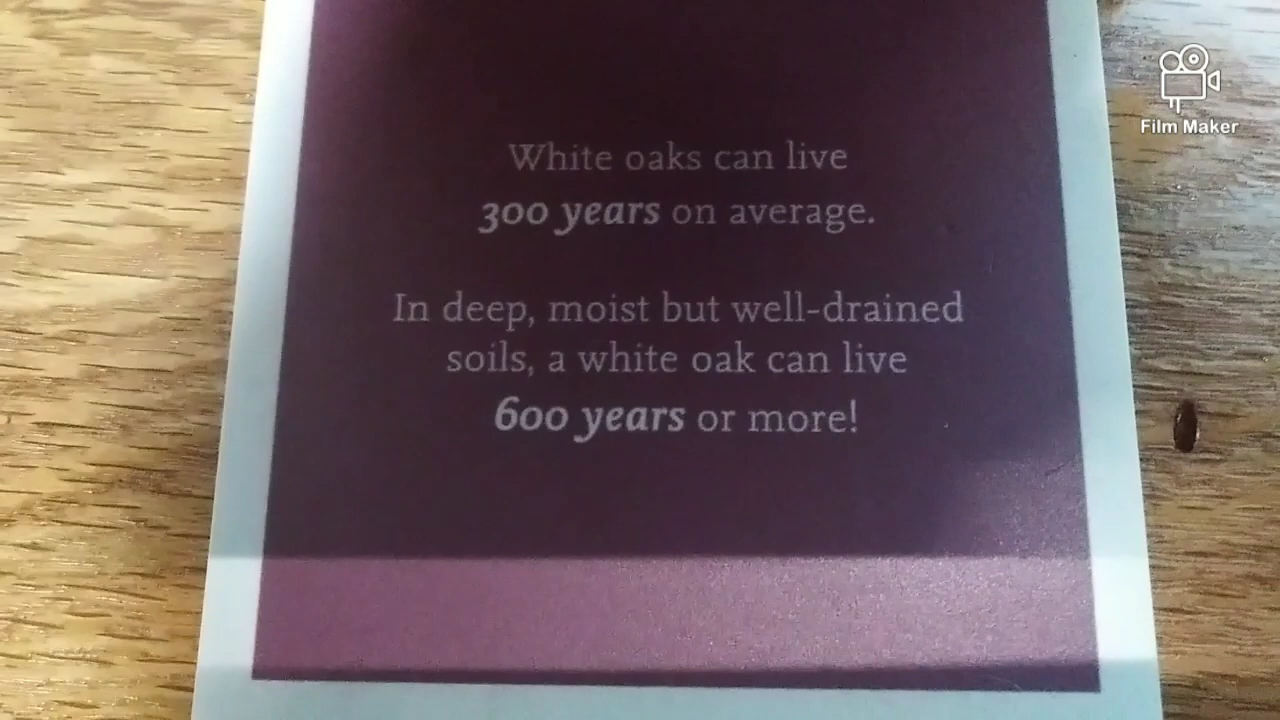 Film Maker
White oaks can live
300 years on average.
In deep, moist but well-drained
soils, a white oak can live
600 years or more!